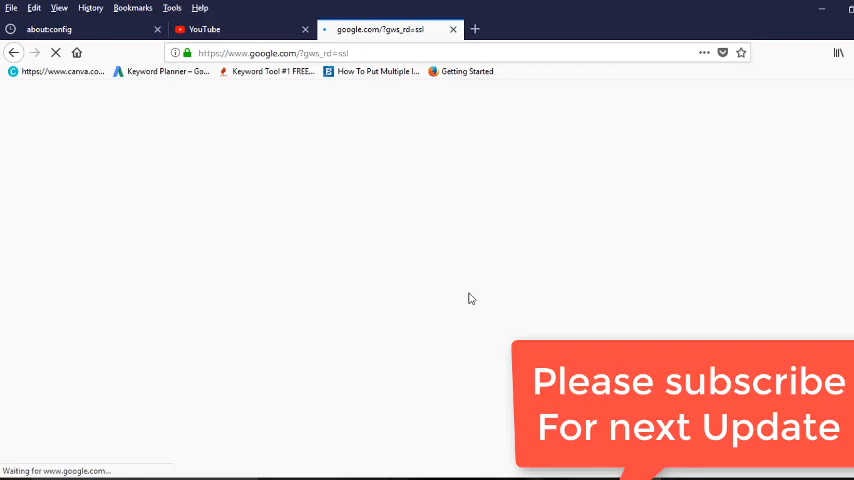 File Edit View History Bookmarks Tools Help
about:config YouTube google.com/?gws_rd=ssl
https://www.google.com/?gws_rd=ssl
https://www.canva.co... Keyword Planner – Go... Keyword Tool #1 FREE... How To Put Multiple I... Getting Started
Please subscribe
For next Update
Waiting for www.google.com...